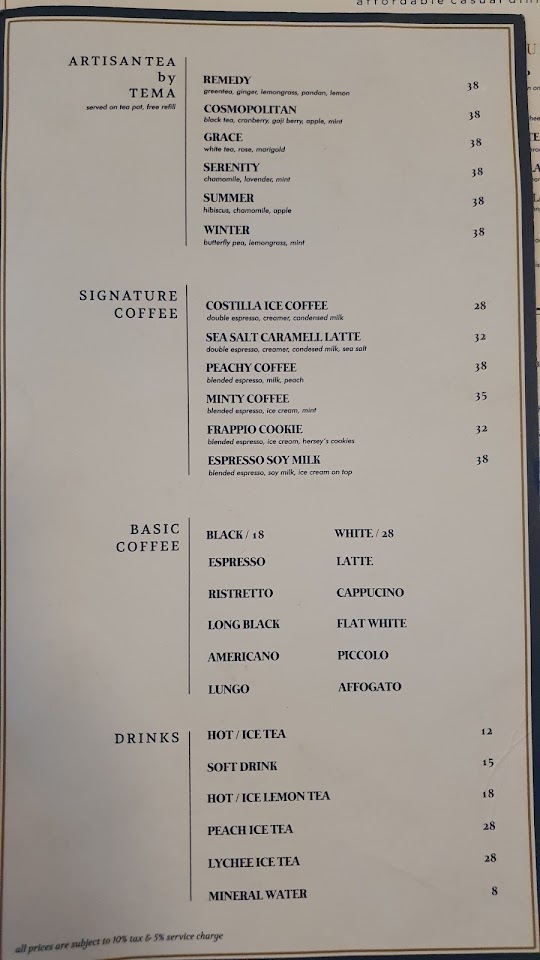 affordable casual dini
ARTISANTEA
by
TEMA
served on tea pot, free refill
REMEDY 38
greentea, ginger, lemongrass, pandan, lemon
COSMOPOLITAN 38
black tea, cranberry, goji berry, apple, mint
GRACE 38
white tea, rose, marigold
SERENITY 38
chamomile, lavender, mint
SUMMER 38
hibiscus, chamomile, apple
WINTER 38
butterfly pea, lemongrass, mint
SIGNATURE
COFFEE
COSTILLA ICE COFFEE 28
double espresso, creamer, condensed milk
SEA SALT CARAMELL LATTE 32
double espresso, creamer, condesed milk, sea salt
PEACHY COFFEE 38
blended espresso, milk, peach
MINTY COFFEE 35
blended espresso, ice cream, mint
FRAPPIO COOKIE 32
blended espresso, ice cream, hersey's cookies
ESPRESSO SOY MILK 38
blended espresso, soy milk, ice cream on top
BASIC
COFFEE
BLACK / 18 WHITE / 28
ESPRESSO LATTE
RISTRETTO CAPPUCINO
LONG BLACK FLAT WHITE
AMERICANO PICCOLO
LUNGO AFFOGATO
DRINKS
HOT / ICE TEA 12
SOFT DRINK 15
HOT / ICE LEMON TEA 18
PEACH ICE TEA 28
LYCHEE ICE TEA 28
MINERAL WATER 8
all prices are subject to 10% tax & 5% service charge